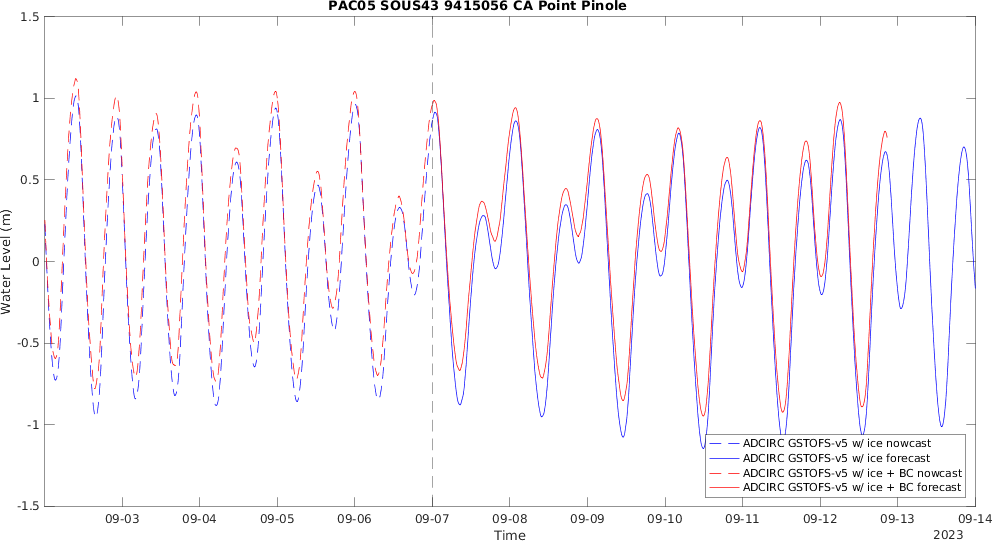 PAC05 SOUS43 9415056 CA Point Pinole
1.5
1
0.5
0
-0.5
-1
-1.5
Water Level (m)
ADCIRC GSTOFS-v5 w/ ice nowcast
ADCIRC GSTOFS-v5 w/ ice forecast
ADCIRC GSTOFS-v5 w/ ice + BC nowcast
ADCIRC GSTOFS-v5 w/ ice + BC forecast
09-03 09-04 09-05 09-06 09-07 09-08 09-09 09-10 09-11 09-12 09-13 09-14
Time
2023